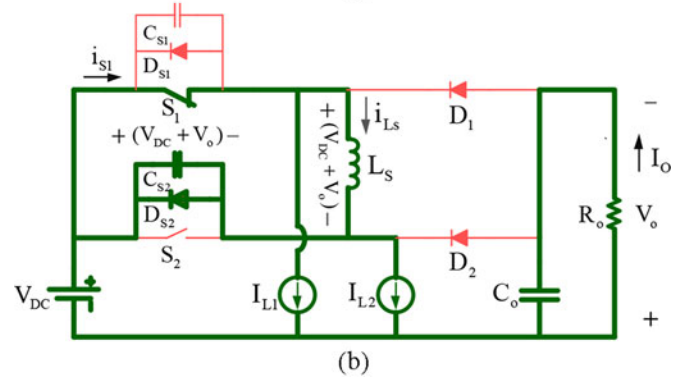 C_S1
i_S1
D_S1
S_1
+ (V_DC + V_o) −
+ (V_DC + V_o) −
i_Ls
D_1
−
I_O
L_S
C_S2
D_S2
S_2
R_o
V_o
D_2
V_DC
+
I_L1
I_L2
C_o
+
(b)